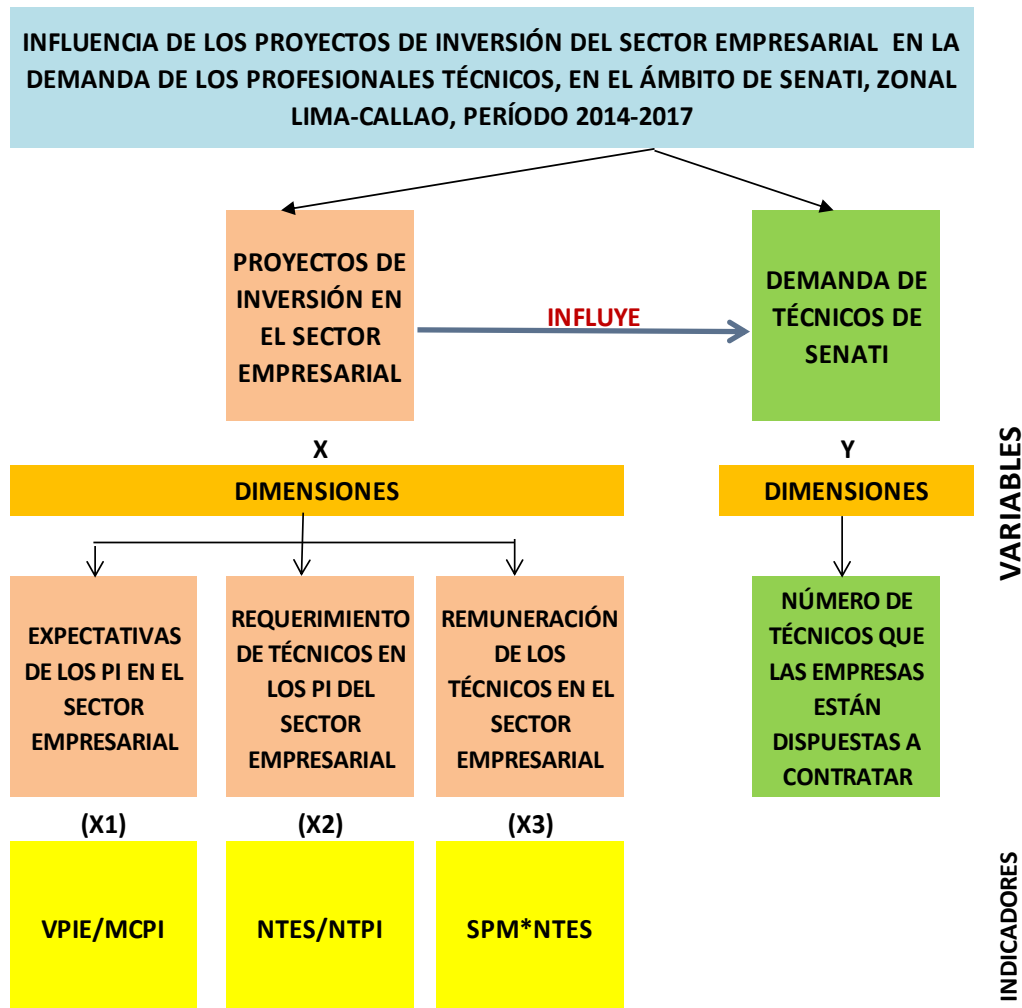 INFLUENCIA DE LOS PROYECTOS DE INVERSIÓN DEL SECTOR EMPRESARIAL EN LA
DEMANDA DE LOS PROFESIONALES TÉCNICOS, EN EL ÁMBITO DE SENATI, ZONAL
LIMA-CALLAO, PERÍODO 2014-2017
PROYECTOS DE
INVERSIÓN EN
EL SECTOR
EMPRESARIAL
INFLUYE
DEMANDA DE
TÉCNICOS DE
SENATI
X
Y
VARIABLES
DIMENSIONES
DIMENSIONES
EXPECTATIVAS
DE LOS PI EN EL
SECTOR
EMPRESARIAL
REQUERIMIENTO
DE TÉCNICOS EN
LOS PI DEL
SECTOR
EMPRESARIAL
REMUNERACIÓN
DE LOS
TÉCNICOS EN EL
SECTOR
EMPRESARIAL
NÚMERO DE
TÉCNICOS QUE
LAS EMPRESAS
ESTÁN
DISPUESTAS A
CONTRATAR
(X1)
(X2)
(X3)
VPIE/MCPI
NTES/NTPI
SPM*NTES
INDICADORES